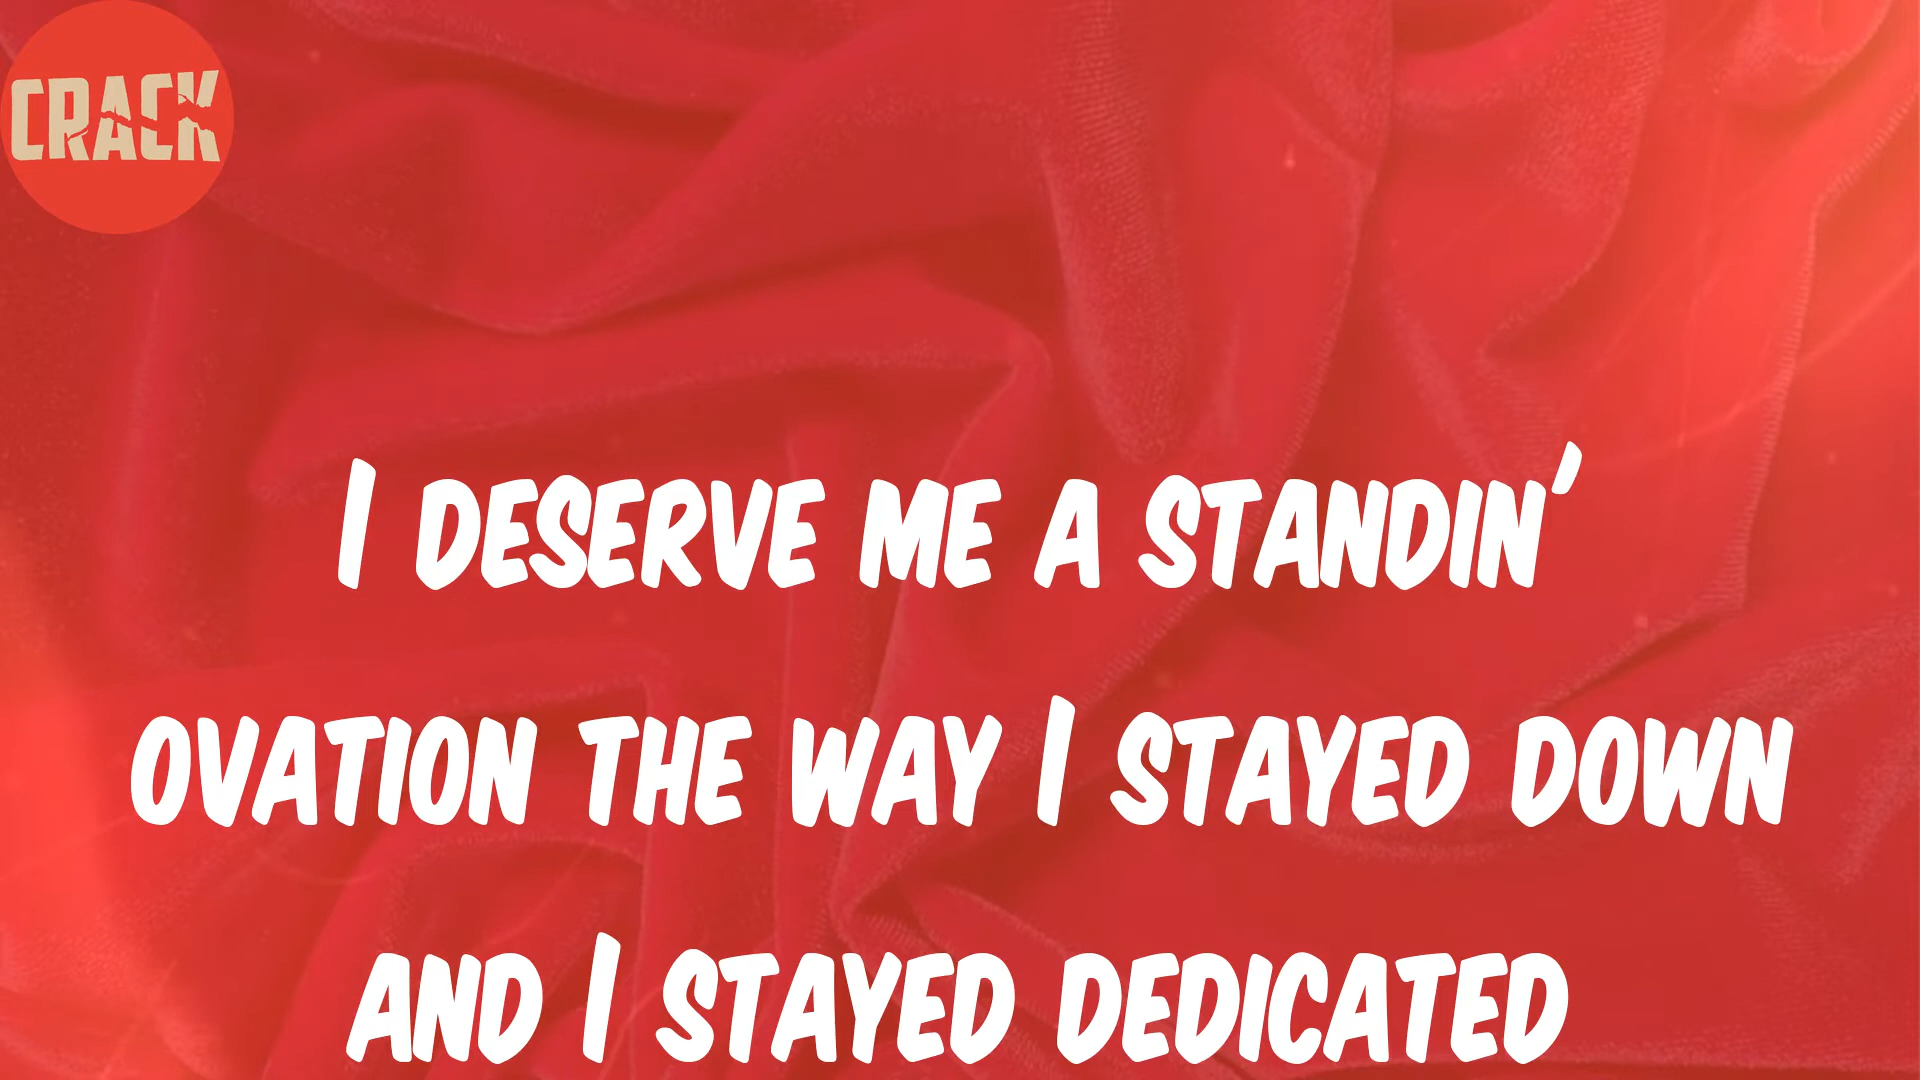 CRACK
I DESERVE ME A STANDIN'
OVATION THE WAY I STAYED DOWN
AND I STAYED DEDICATED